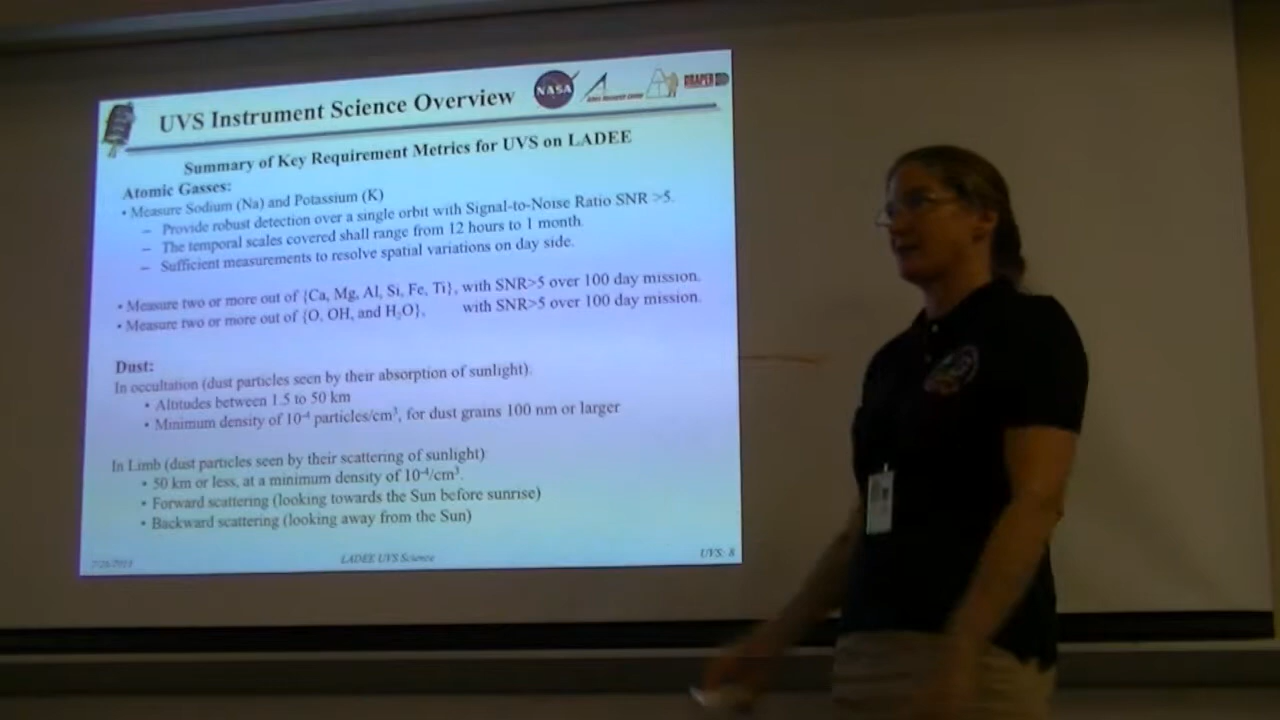 UVS Instrument Science Overview
NASA
DRAPER
Summary of Key Requirement Metrics for UVS on LADEE
Atomic Gasses:
• Measure Sodium (Na) and Potassium (K)
– Provide robust detection over a single orbit with Signal-to-Noise Ratio SNR >5.
– The temporal scales covered shall range from 12 hours to 1 month.
– Sufficient measurements to resolve spatial variations on day side.
• Measure two or more out of {Ca, Mg, Al, Si, Fe, Ti}, with SNR>5 over 100 day mission.
• Measure two or more out of {O, OH, and H₂O}, with SNR>5 over 100 day mission.
Dust:
In occultation (dust particles seen by their absorption of sunlight).
• Altitudes between 1.5 to 50 km
• Minimum density of 10⁻⁴ particles/cm³, for dust grains 100 nm or larger
In Limb (dust particles seen by their scattering of sunlight)
• 50 km or less, at a minimum density of 10⁻⁴/cm³.
• Forward scattering (looking towards the Sun before sunrise)
• Backward scattering (looking away from the Sun)
LADEE UVS Science
UVS: 8